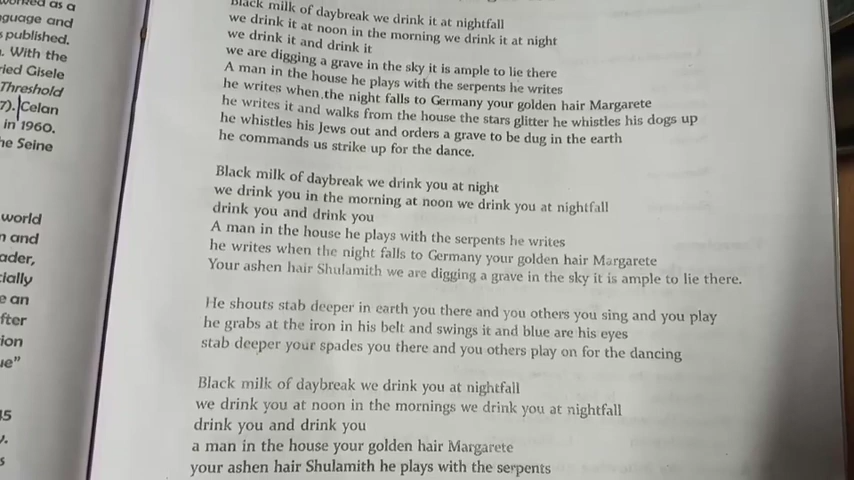 worked as a
guage and
published.
. With the
ried Gisele
Threshold
7). Celan
in 1960.
he Seine
world
and
ader,
cially
e an
fter
ion
ue"
45
y.
s
Black milk of daybreak we drink it at nightfall
we drink it at noon in the morning we drink it at night
we drink it and drink it
we are digging a grave in the sky it is ample to lie there
A man in the house he plays with the serpents he writes
he writes when the night falls to Germany your golden hair Margarete
he writes it and walks from the house the stars glitter he whistles his dogs up
he whistles his Jews out and orders a grave to be dug in the earth
he commands us strike up for the dance.
Black milk of daybreak we drink you at night
we drink you in the morning at noon we drink you at nightfall
drink you and drink you
A man in the house he plays with the serpents he writes
he writes when the night falls to Germany your golden hair Margarete
Your ashen hair Shulamith we are digging a grave in the sky it is ample to lie there.
He shouts stab deeper in earth you there and you others you sing and you play
he grabs at the iron in his belt and swings it and blue are his eyes
stab deeper your spades you there and you others play on for the dancing
Black milk of daybreak we drink you at nightfall
we drink you at noon in the mornings we drink you at nightfall
drink you and drink you
a man in the house your golden hair Margarete
your ashen hair Shulamith he plays with the serpents